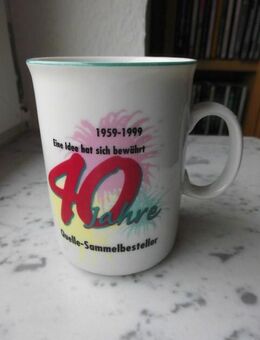 1959-1999
Eine Idee hat sich bewährt
40
Jahre
Quelle-Sammelbesteller